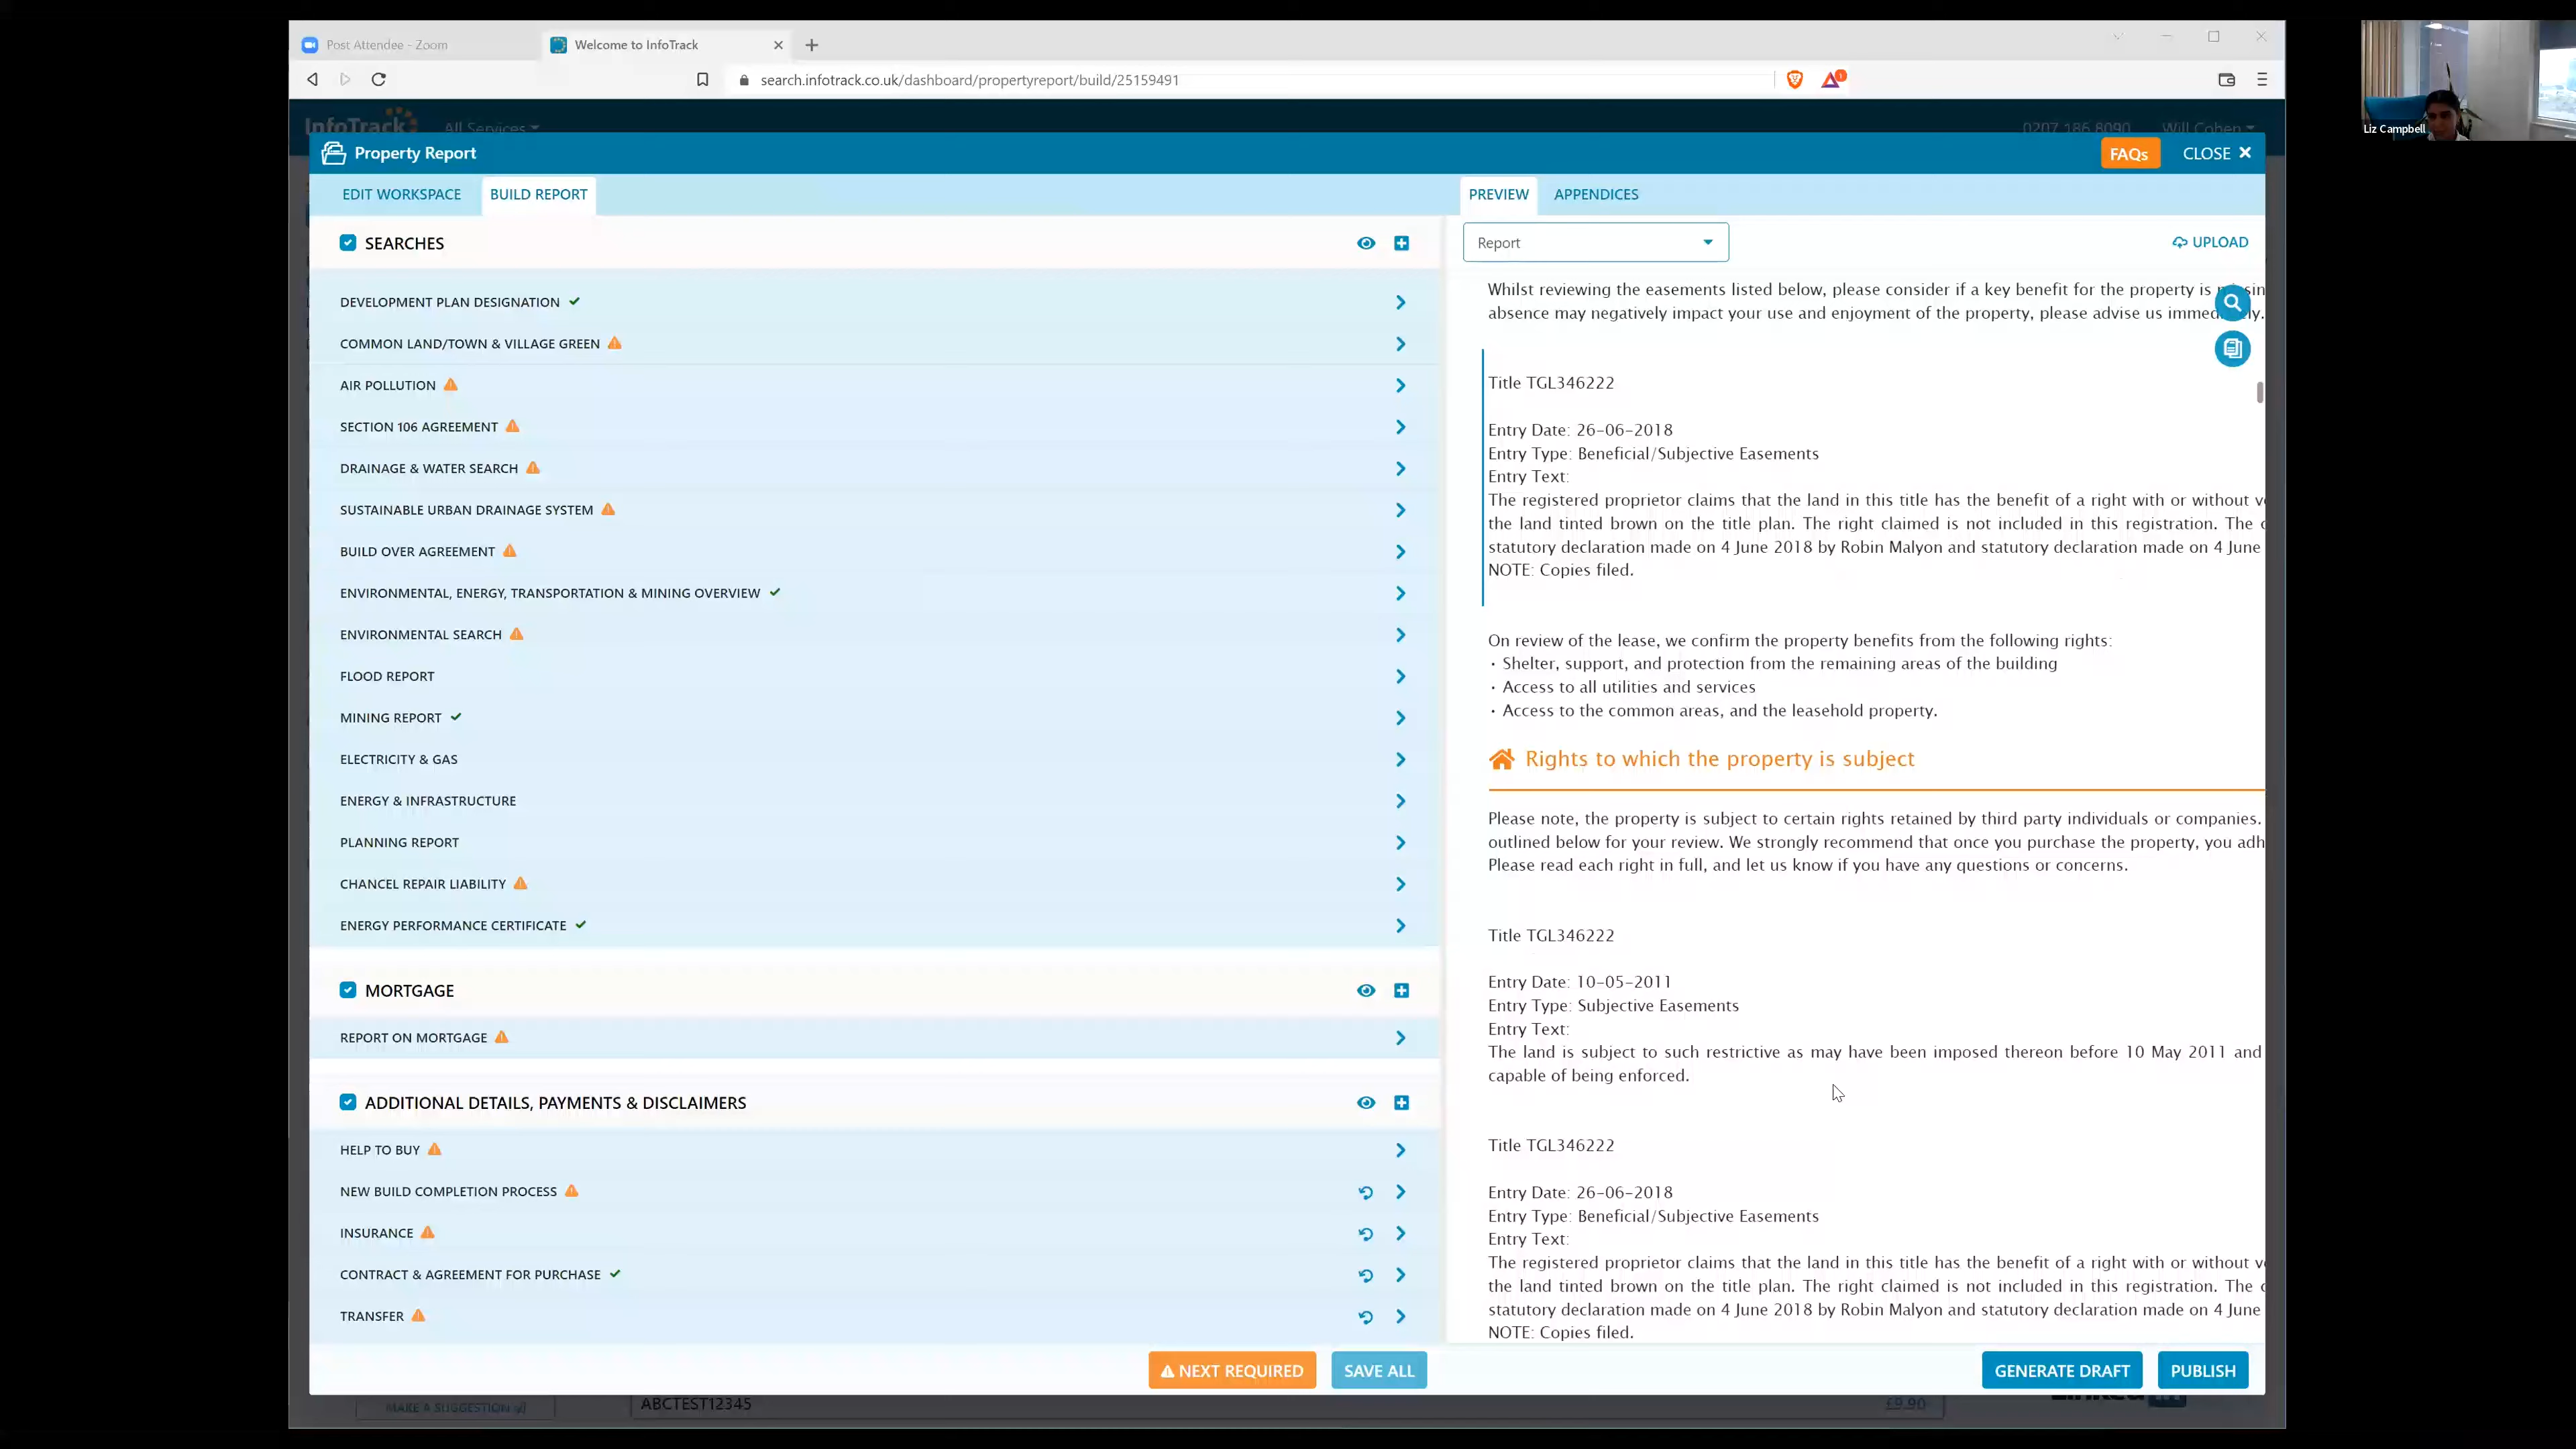 Post Attendee - Zoom
Welcome to InfoTrack
search.infotrack.co.uk/dashboard/propertyreport/build/25159491
InfoTrack
All Services
0207 186 8090
Will Cohen
Liz Campbell
Property Report
FAQs
CLOSE
EDIT WORKSPACE
BUILD REPORT
PREVIEW
APPENDICES
SEARCHES
DEVELOPMENT PLAN DESIGNATION
COMMON LAND/TOWN & VILLAGE GREEN
AIR POLLUTION
SECTION 106 AGREEMENT
DRAINAGE & WATER SEARCH
SUSTAINABLE URBAN DRAINAGE SYSTEM
BUILD OVER AGREEMENT
ENVIRONMENTAL, ENERGY, TRANSPORTATION & MINING OVERVIEW
ENVIRONMENTAL SEARCH
FLOOD REPORT
MINING REPORT
ELECTRICITY & GAS
ENERGY & INFRASTRUCTURE
PLANNING REPORT
CHANCEL REPAIR LIABILITY
ENERGY PERFORMANCE CERTIFICATE
MORTGAGE
REPORT ON MORTGAGE
ADDITIONAL DETAILS, PAYMENTS & DISCLAIMERS
HELP TO BUY
NEW BUILD COMPLETION PROCESS
INSURANCE
CONTRACT & AGREEMENT FOR PURCHASE
TRANSFER
NEXT REQUIRED
SAVE ALL
Report
UPLOAD
Whilst reviewing the easements listed below, please consider if a key benefit for the property is
absence may negatively impact your use and enjoyment of the property, please advise us
Title TGL346222
Entry Date: 26-06-2018
Entry Type: Beneficial/Subjective Easements
Entry Text:
The registered proprietor claims that the land in this title has the benefit of a right with or without
the land tinted brown on the title plan. The right claimed is not included in this registration. The
statutory declaration made on 4 June 2018 by Robin Malyon and statutory declaration made on 4 June
NOTE: Copies filed.
On review of the lease, we confirm the property benefits from the following rights:
• Shelter, support, and protection from the remaining areas of the building
• Access to all utilities and services
• Access to the common areas, and the leasehold property.
Rights to which the property is subject
Please note, the property is subject to certain rights retained by third party individuals or companies.
outlined below for your review. We strongly recommend that once you purchase the property, you adh
Please read each right in full, and let us know if you have any questions or concerns.
Title TGL346222
Entry Date: 10-05-2011
Entry Type: Subjective Easements
Entry Text:
The land is subject to such restrictive as may have been imposed thereon before 10 May 2011 and
capable of being enforced.
Title TGL346222
Entry Date: 26-06-2018
Entry Type: Beneficial/Subjective Easements
Entry Text:
The registered proprietor claims that the land in this title has the benefit of a right with or without
the land tinted brown on the title plan. The right claimed is not included in this registration. The
statutory declaration made on 4 June 2018 by Robin Malyon and statutory declaration made on 4 June
NOTE: Copies filed.
GENERATE DRAFT
PUBLISH
MAKE A SUGGESTION
ABCTEST12345
£9.90